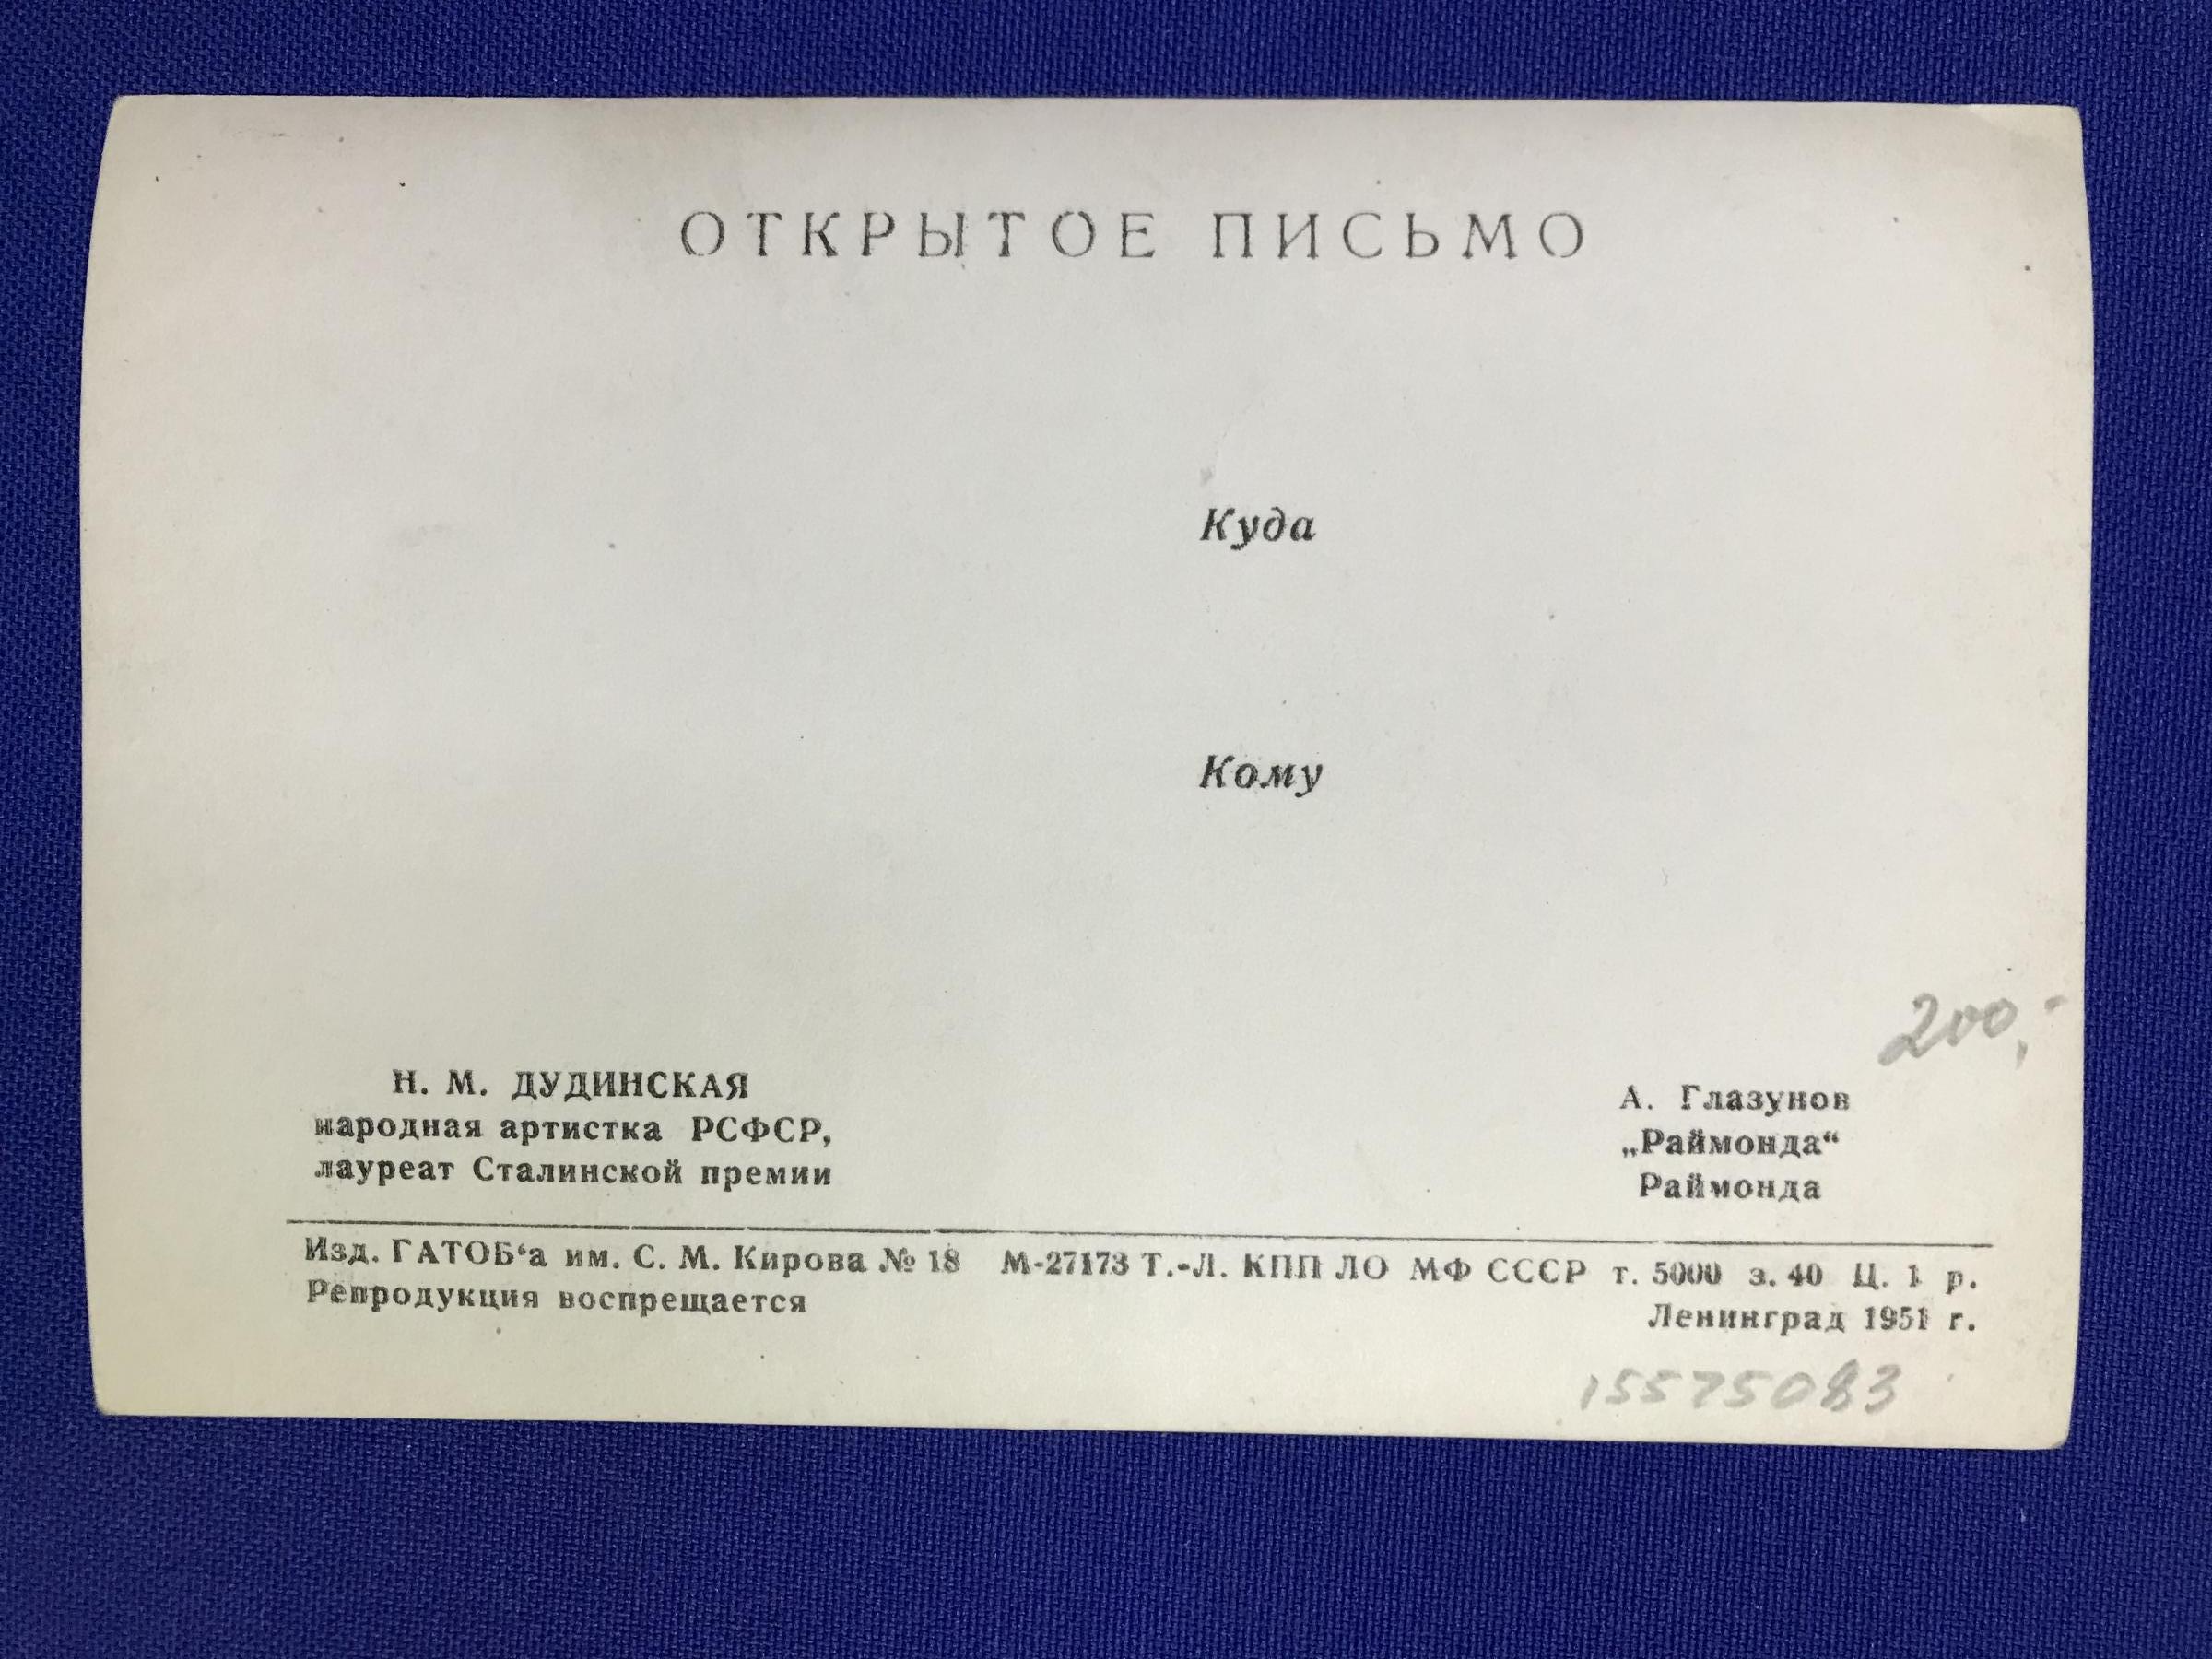 ОТКРЫТОЕ ПИСЬМО
Куда
Кому
200,-
Н. М. ДУДИНСКАЯ
народная артистка РСФСР,
лауреат Сталинской премии
А. Глазунов
„Раймонда“
Раймонда
Изд. ГАТОБ‘а им. С. М. Кирова № 18 М-27173 Т.-Л. КПП ЛО МФ СССР т. 5000 з. 40 Ц. 1 р.
Репродукция воспрещается
Ленинград 1951 г.
15575083